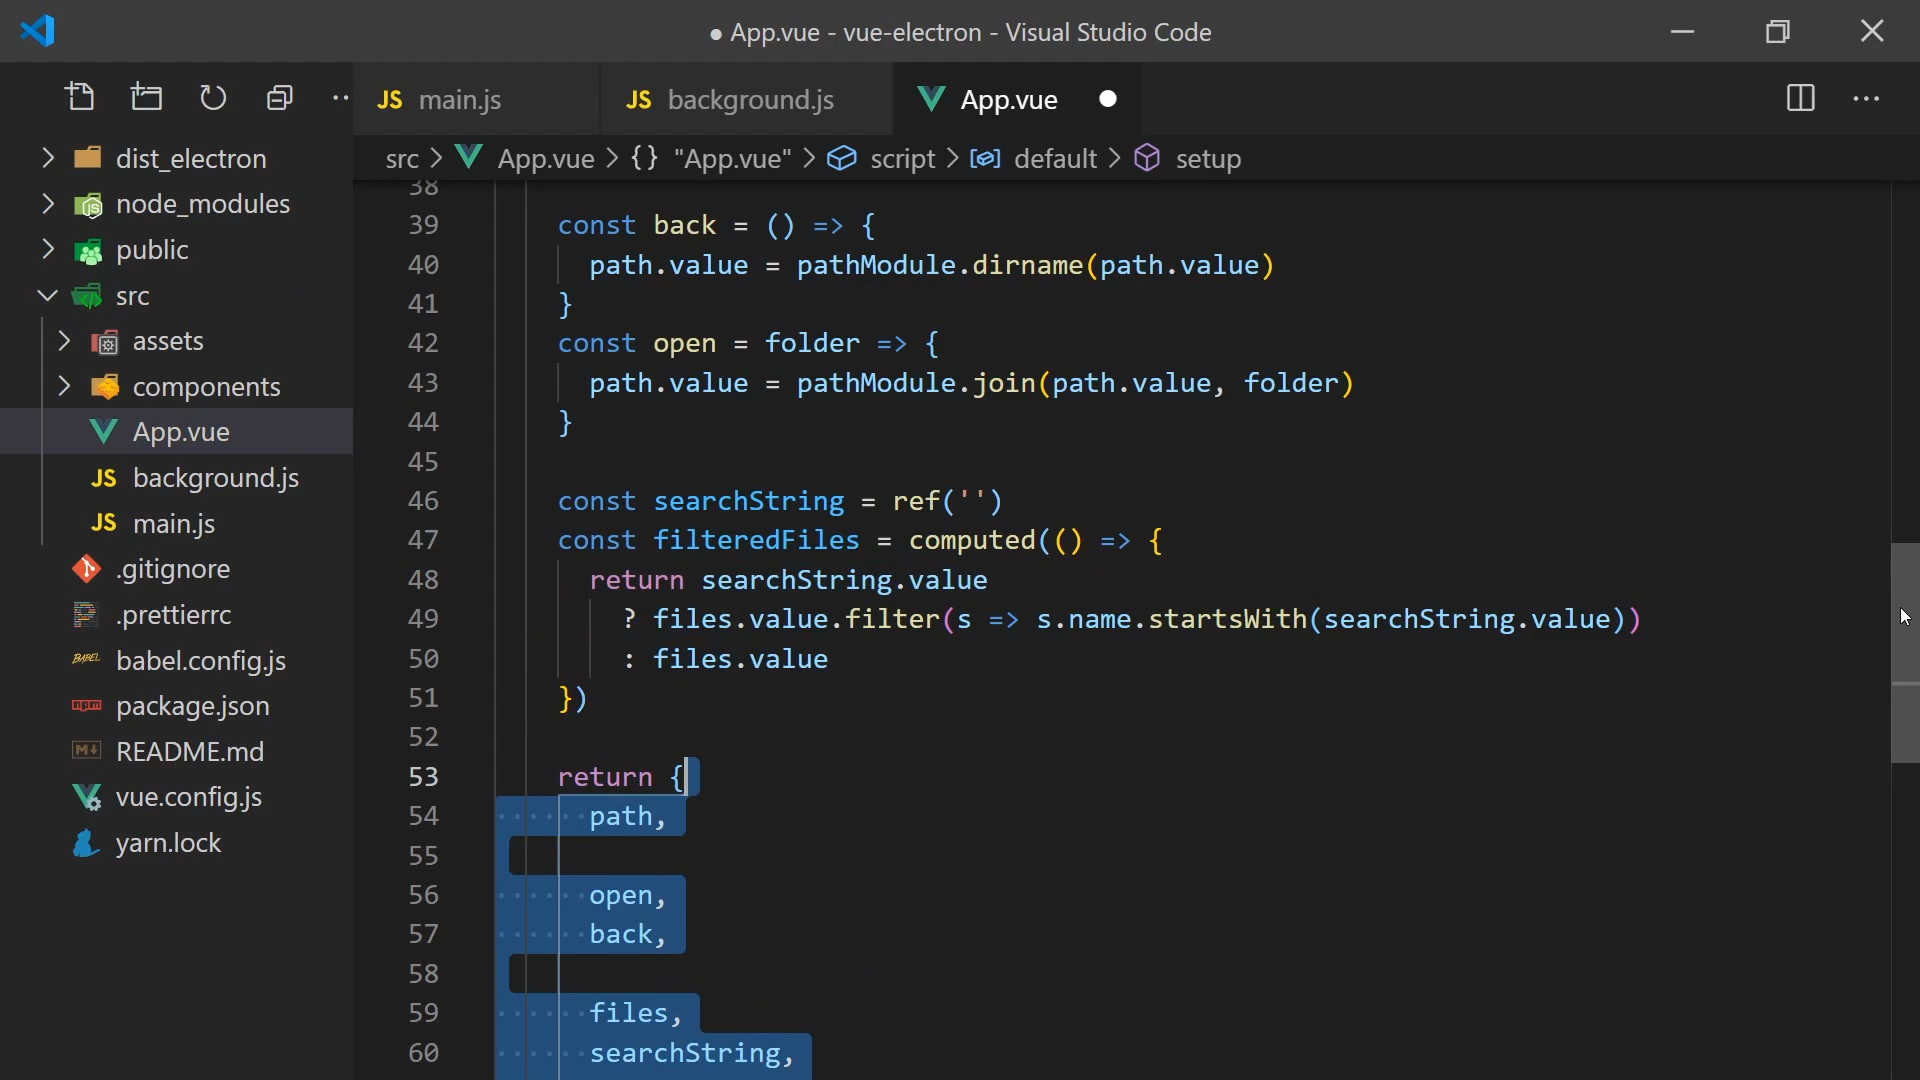 ● App.vue - vue-electron - Visual Studio Code
JS main.js
JS background.js
App.vue
src > App.vue > {} "App.vue" > script > default > setup
dist_electron
node_modules
public
src
assets
components
App.vue
JS background.js
JS main.js
.gitignore
.prettierrc
BABEL babel.config.js
npm package.json
M↓ README.md
vue.config.js
yarn.lock
38
39 const back = () => {
40 path.value = pathModule.dirname(path.value)
41 }
42 const open = folder => {
43 path.value = pathModule.join(path.value, folder)
44 }
45
46 const searchString = ref('')
47 const filteredFiles = computed(() => {
48 return searchString.value
49 ? files.value.filter(s => s.name.startsWith(searchString.value))
50 : files.value
51 })
52
53 return {
54 path,
55
56 open,
57 back,
58
59 files,
60 searchString,